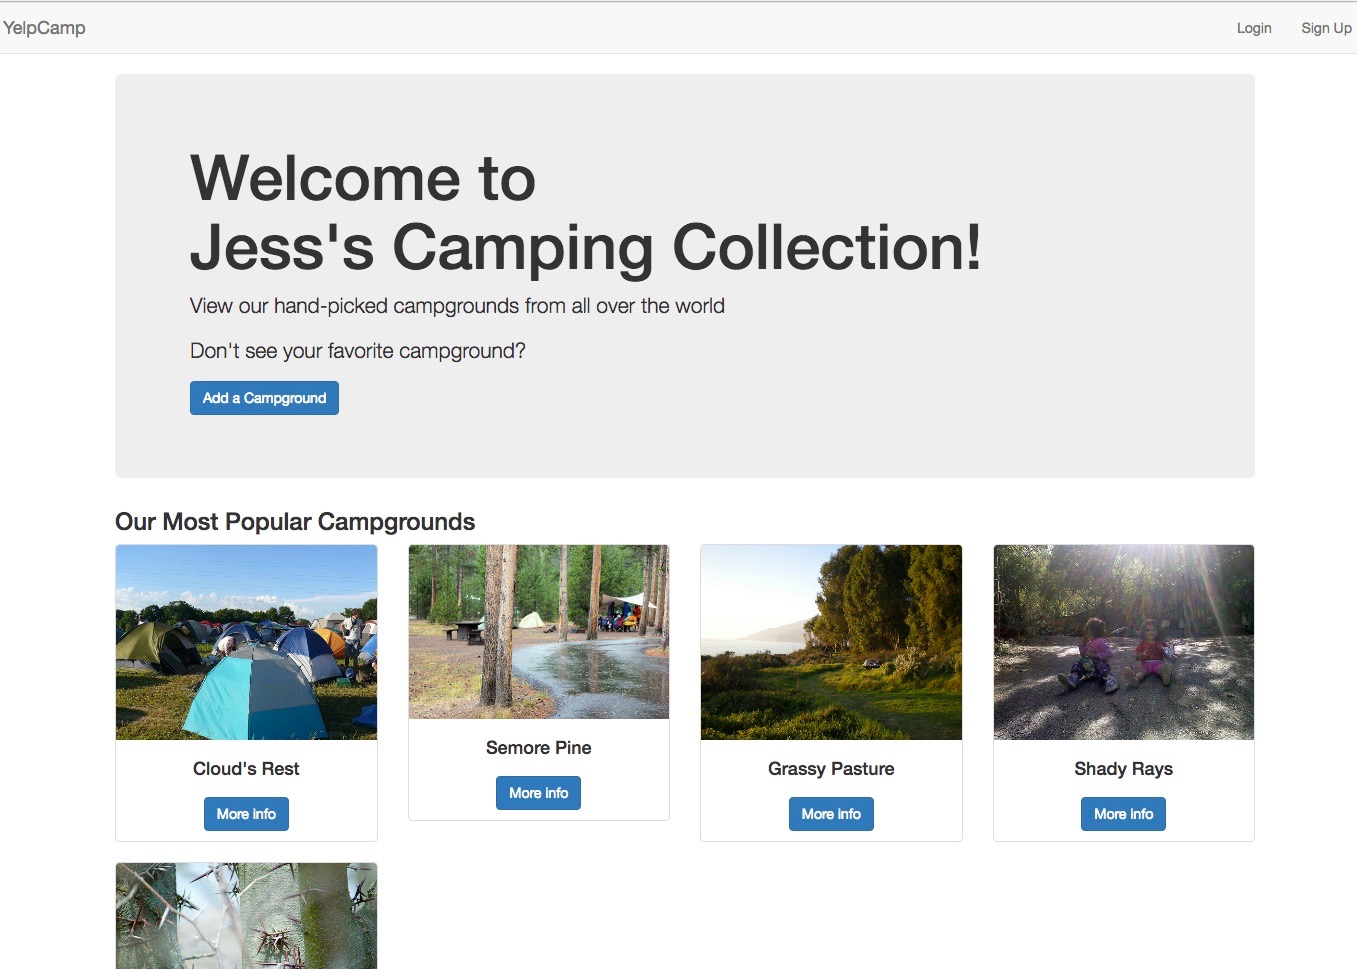 YelpCamp
Login
Sign Up
Welcome to
Jess's Camping Collection!
View our hand-picked campgrounds from all over the world
Don't see your favorite campground?
Add a Campground
Our Most Popular Campgrounds
Cloud's Rest
More info
Semore Pine
More info
Grassy Pasture
More info
Shady Rays
More info